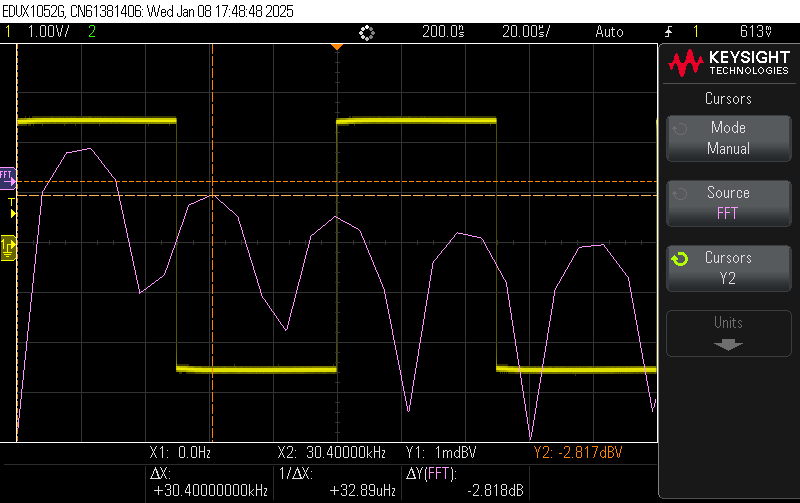 EDUX1052G, CN61381406: Wed Jan 08 17:48:48 2025
1 1.00V/ 2 200.0s 20.00s/ Auto 1 613V
KEYSIGHT
TECHNOLOGIES
Cursors
Mode
Manual
FFT
Source
FFT
T
1
Cursors
Y2
Units
X1: 0.0Hz X2: 30.40000kHz Y1: 1mdBV Y2: -2.817dBV
ΔX:
+30.40000000kHz
1/ΔX:
+32.89uHz
ΔY(FFT):
-2.818dB